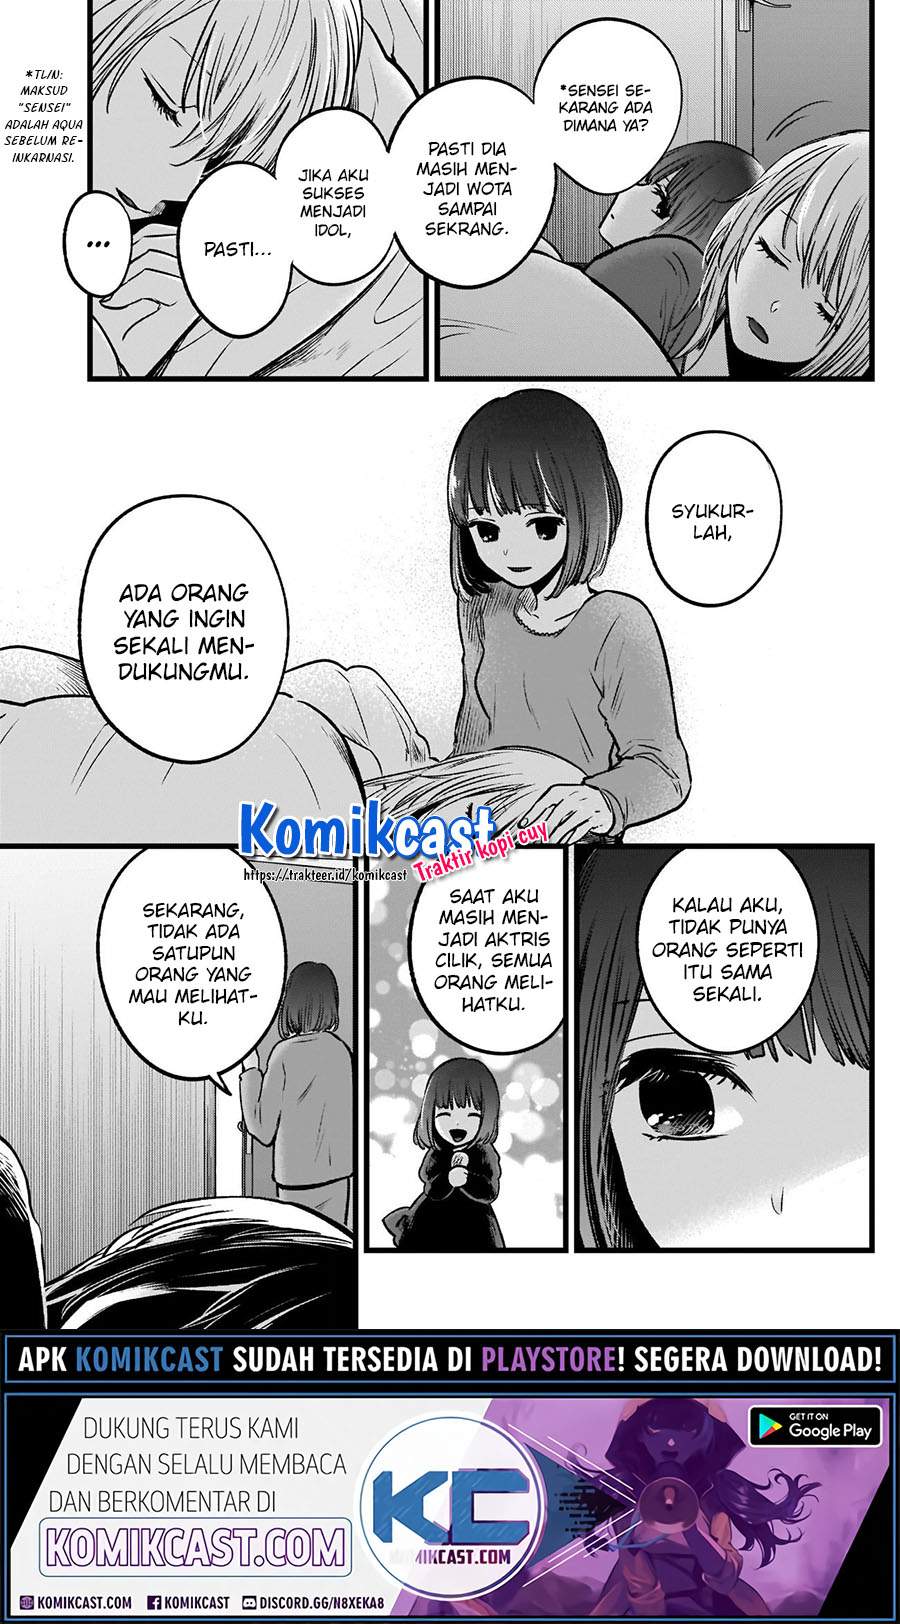 *SENSEI SE-
KARANG ADA
DIMANA YA?
PASTI DIA
MASIH MEN-
JADI WOTA
SAMPAI
SEKRANG.
JIKA AKU
SUKSES
MENJADI
IDOL,
PASTI...
...
*TL/N:
MAKSUD
"SENSEI"
ADALAH AQUA
SEBELUM RE-
INKARNASI.
SYUKUR-
LAH,
ADA ORANG
YANG INGIN
SEKALI MEN-
DUKUNGMU.
Komikcast
https://trakteer.id/komikcast
Traktir kopi cuy
KALAU AKU,
TIDAK PUNYA
ORANG SEPERTI
ITU SAMA
SEKALI.
SAAT AKU
MASIH MEN-
JADI AKTRIS
CILIK, SEMUA
ORANG MELI-
HATKU.
SEKARANG,
TIDAK ADA
SATUPUN
ORANG YANG
MAU MELIHAT-
KU.
APK KOMIKCAST SUDAH TERSEDIA DI PLAYSTORE! SEGERA DOWNLOAD!
DUKUNG TERUS KAMI
DENGAN SELALU MEMBACA
DAN BERKOMENTAR DI
KOMIKCAST.COM
KOMIKCAST.COM KOMIKCAST DISCORD.GG/N8XEKA8
KC
KOMIKCAST.COM
GET IT ON
Google Play